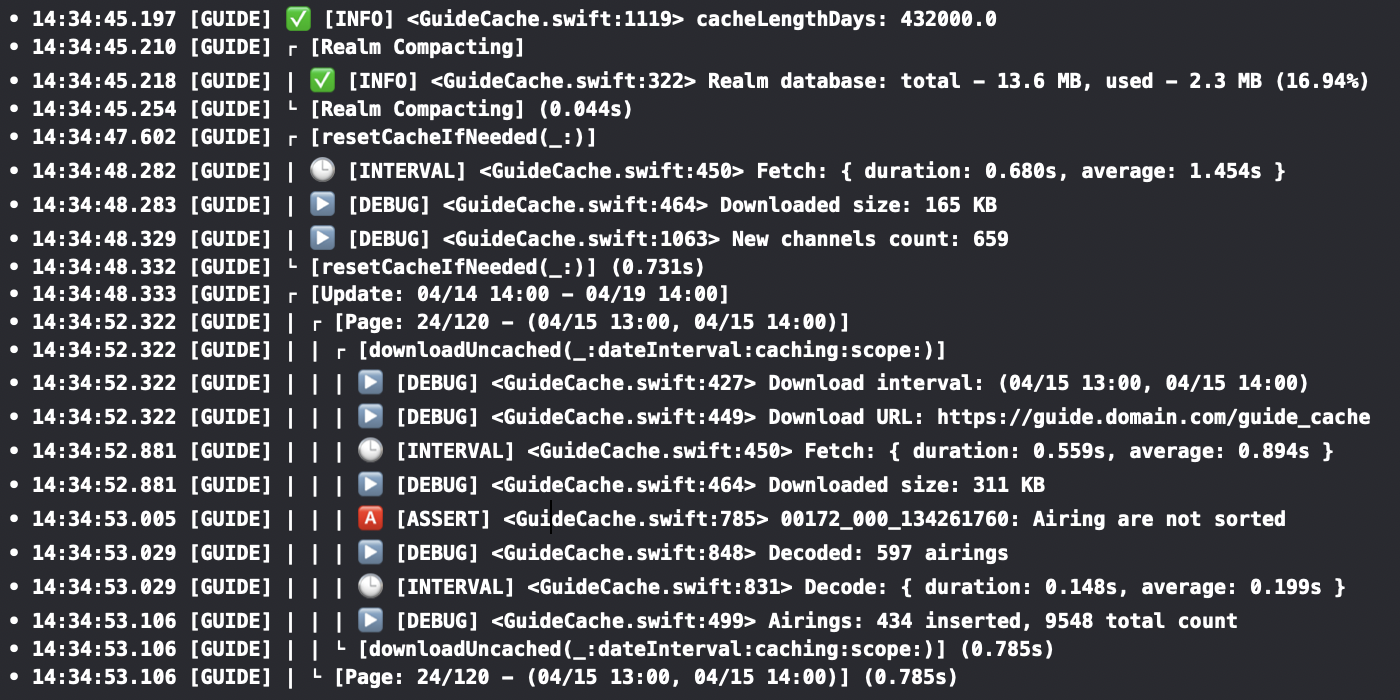 • 14:34:45.197 [GUIDE] ✅ [INFO] <GuideCache.swift:1119> cacheLengthDays: 432000.0
• 14:34:45.210 [GUIDE] ┌ [Realm Compacting]
• 14:34:45.218 [GUIDE] | ✅ [INFO] <GuideCache.swift:322> Realm database: total – 13.6 MB, used – 2.3 MB (16.94%)
• 14:34:45.254 [GUIDE] └ [Realm Compacting] (0.044s)
• 14:34:47.602 [GUIDE] ┌ [resetCacheIfNeeded(_:)]
• 14:34:48.282 [GUIDE] | 🕒 [INTERVAL] <GuideCache.swift:450> Fetch: { duration: 0.680s, average: 1.454s }
• 14:34:48.283 [GUIDE] | ▶️ [DEBUG] <GuideCache.swift:464> Downloaded size: 165 KB
• 14:34:48.329 [GUIDE] | ▶️ [DEBUG] <GuideCache.swift:1063> New channels count: 659
• 14:34:48.332 [GUIDE] └ [resetCacheIfNeeded(_:)] (0.731s)
• 14:34:48.333 [GUIDE] ┌ [Update: 04/14 14:00 – 04/19 14:00]
• 14:34:52.322 [GUIDE] | ┌ [Page: 24/120 – (04/15 13:00, 04/15 14:00)]
• 14:34:52.322 [GUIDE] | | ┌ [downloadUncached(_:dateInterval:caching:scope:)]
• 14:34:52.322 [GUIDE] | | | ▶️ [DEBUG] <GuideCache.swift:427> Download interval: (04/15 13:00, 04/15 14:00)
• 14:34:52.322 [GUIDE] | | | ▶️ [DEBUG] <GuideCache.swift:449> Download URL: https://guide.domain.com/guide_cache
• 14:34:52.881 [GUIDE] | | | 🕒 [INTERVAL] <GuideCache.swift:450> Fetch: { duration: 0.559s, average: 0.894s }
• 14:34:52.881 [GUIDE] | | | ▶️ [DEBUG] <GuideCache.swift:464> Downloaded size: 311 KB
• 14:34:53.005 [GUIDE] | | | 🅰️ [ASSERT] <GuideCache.swift:785> 00172_000_134261760: Airing are not sorted
• 14:34:53.029 [GUIDE] | | | ▶️ [DEBUG] <GuideCache.swift:848> Decoded: 597 airings
• 14:34:53.029 [GUIDE] | | | 🕒 [INTERVAL] <GuideCache.swift:831> Decode: { duration: 0.148s, average: 0.199s }
• 14:34:53.106 [GUIDE] | | | ▶️ [DEBUG] <GuideCache.swift:499> Airings: 434 inserted, 9548 total count
• 14:34:53.106 [GUIDE] | | └ [downloadUncached(_:dateInterval:caching:scope:)] (0.785s)
• 14:34:53.106 [GUIDE] | └ [Page: 24/120 – (04/15 13:00, 04/15 14:00)] (0.785s)